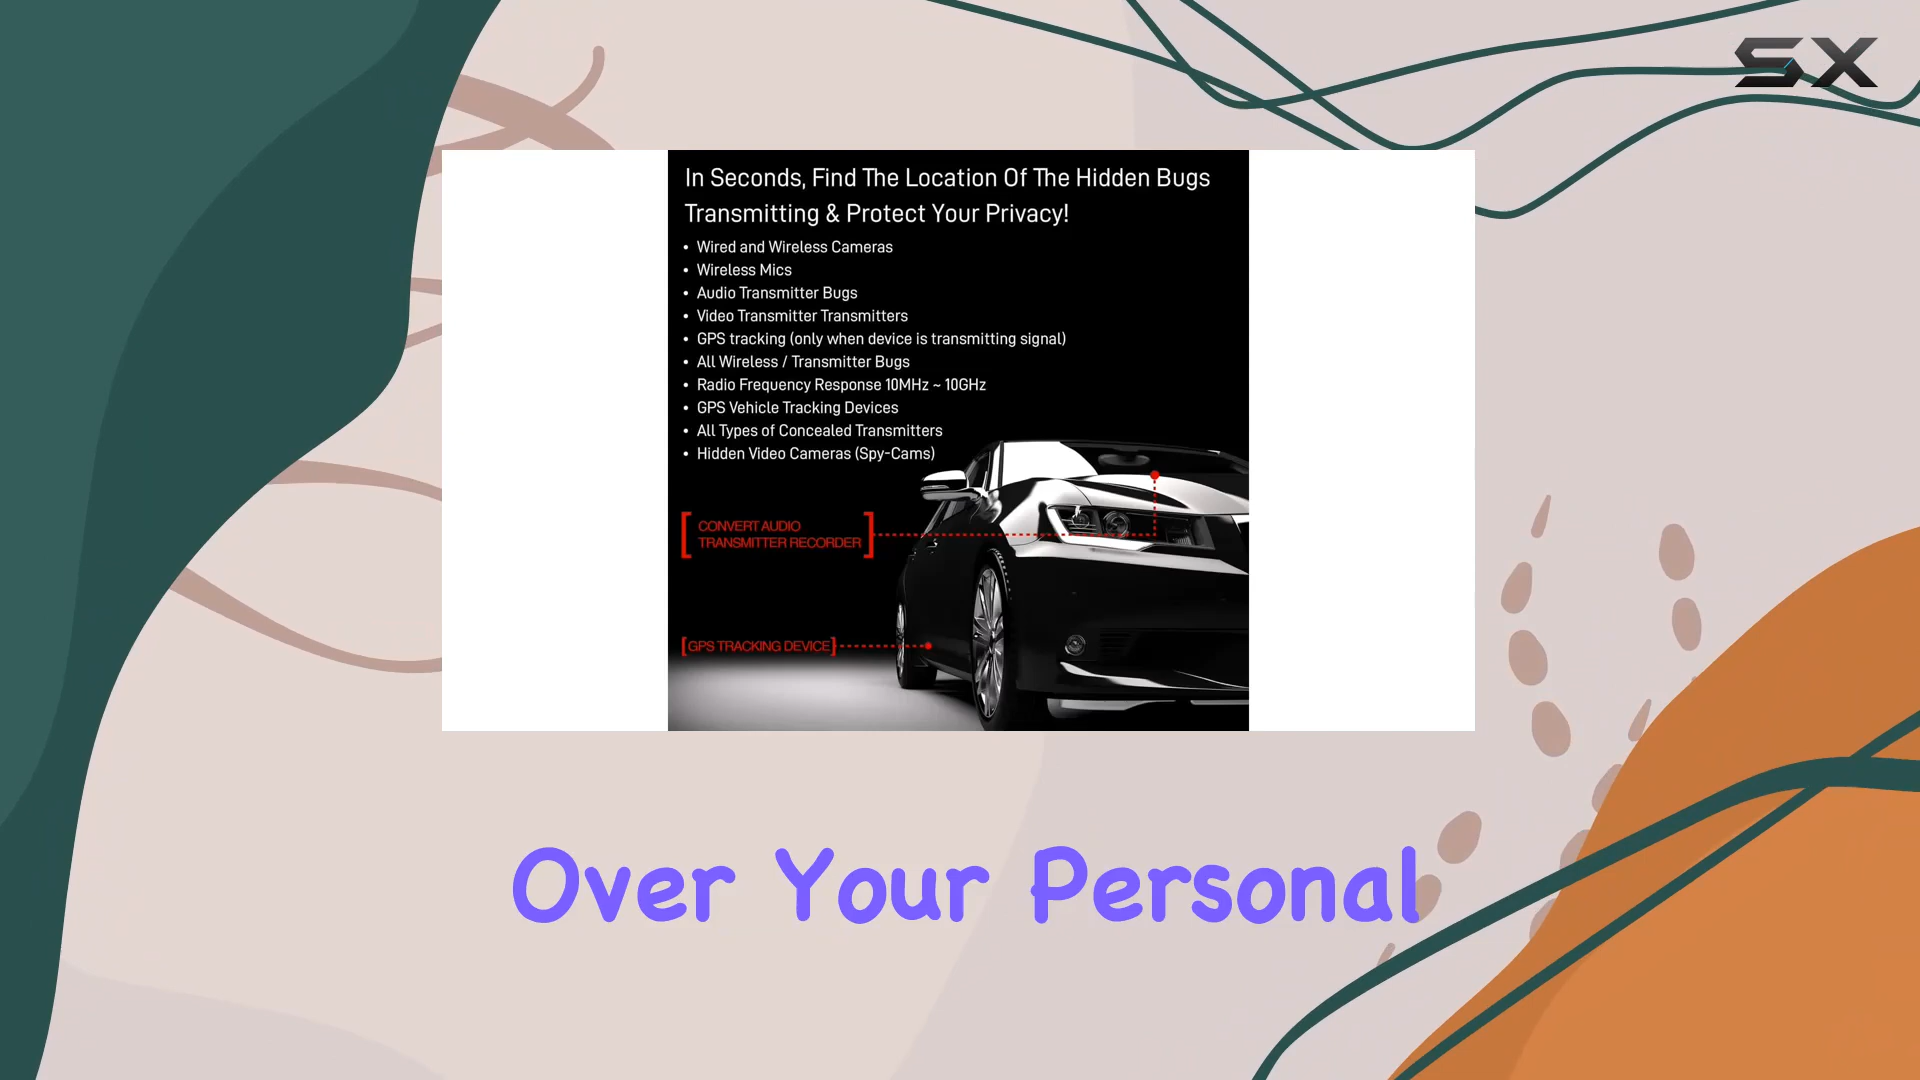 SX
In Seconds, Find The Location Of The Hidden Bugs
Transmitting & Protect Your Privacy!
• Wired and Wireless Cameras
• Wireless Mics
• Audio Transmitter Bugs
• Video Transmitter Transmitters
• GPS tracking (only when device is transmitting signal)
• All Wireless / Transmitter Bugs
• Radio Frequency Response 10MHz ~ 10GHz
• GPS Vehicle Tracking Devices
• All Types of Concealed Transmitters
• Hidden Video Cameras (Spy-Cams)
[CONVERT AUDIO
TRANSMITTER RECORDER]
[GPS TRACKING DEVICE]
Over Your Personal